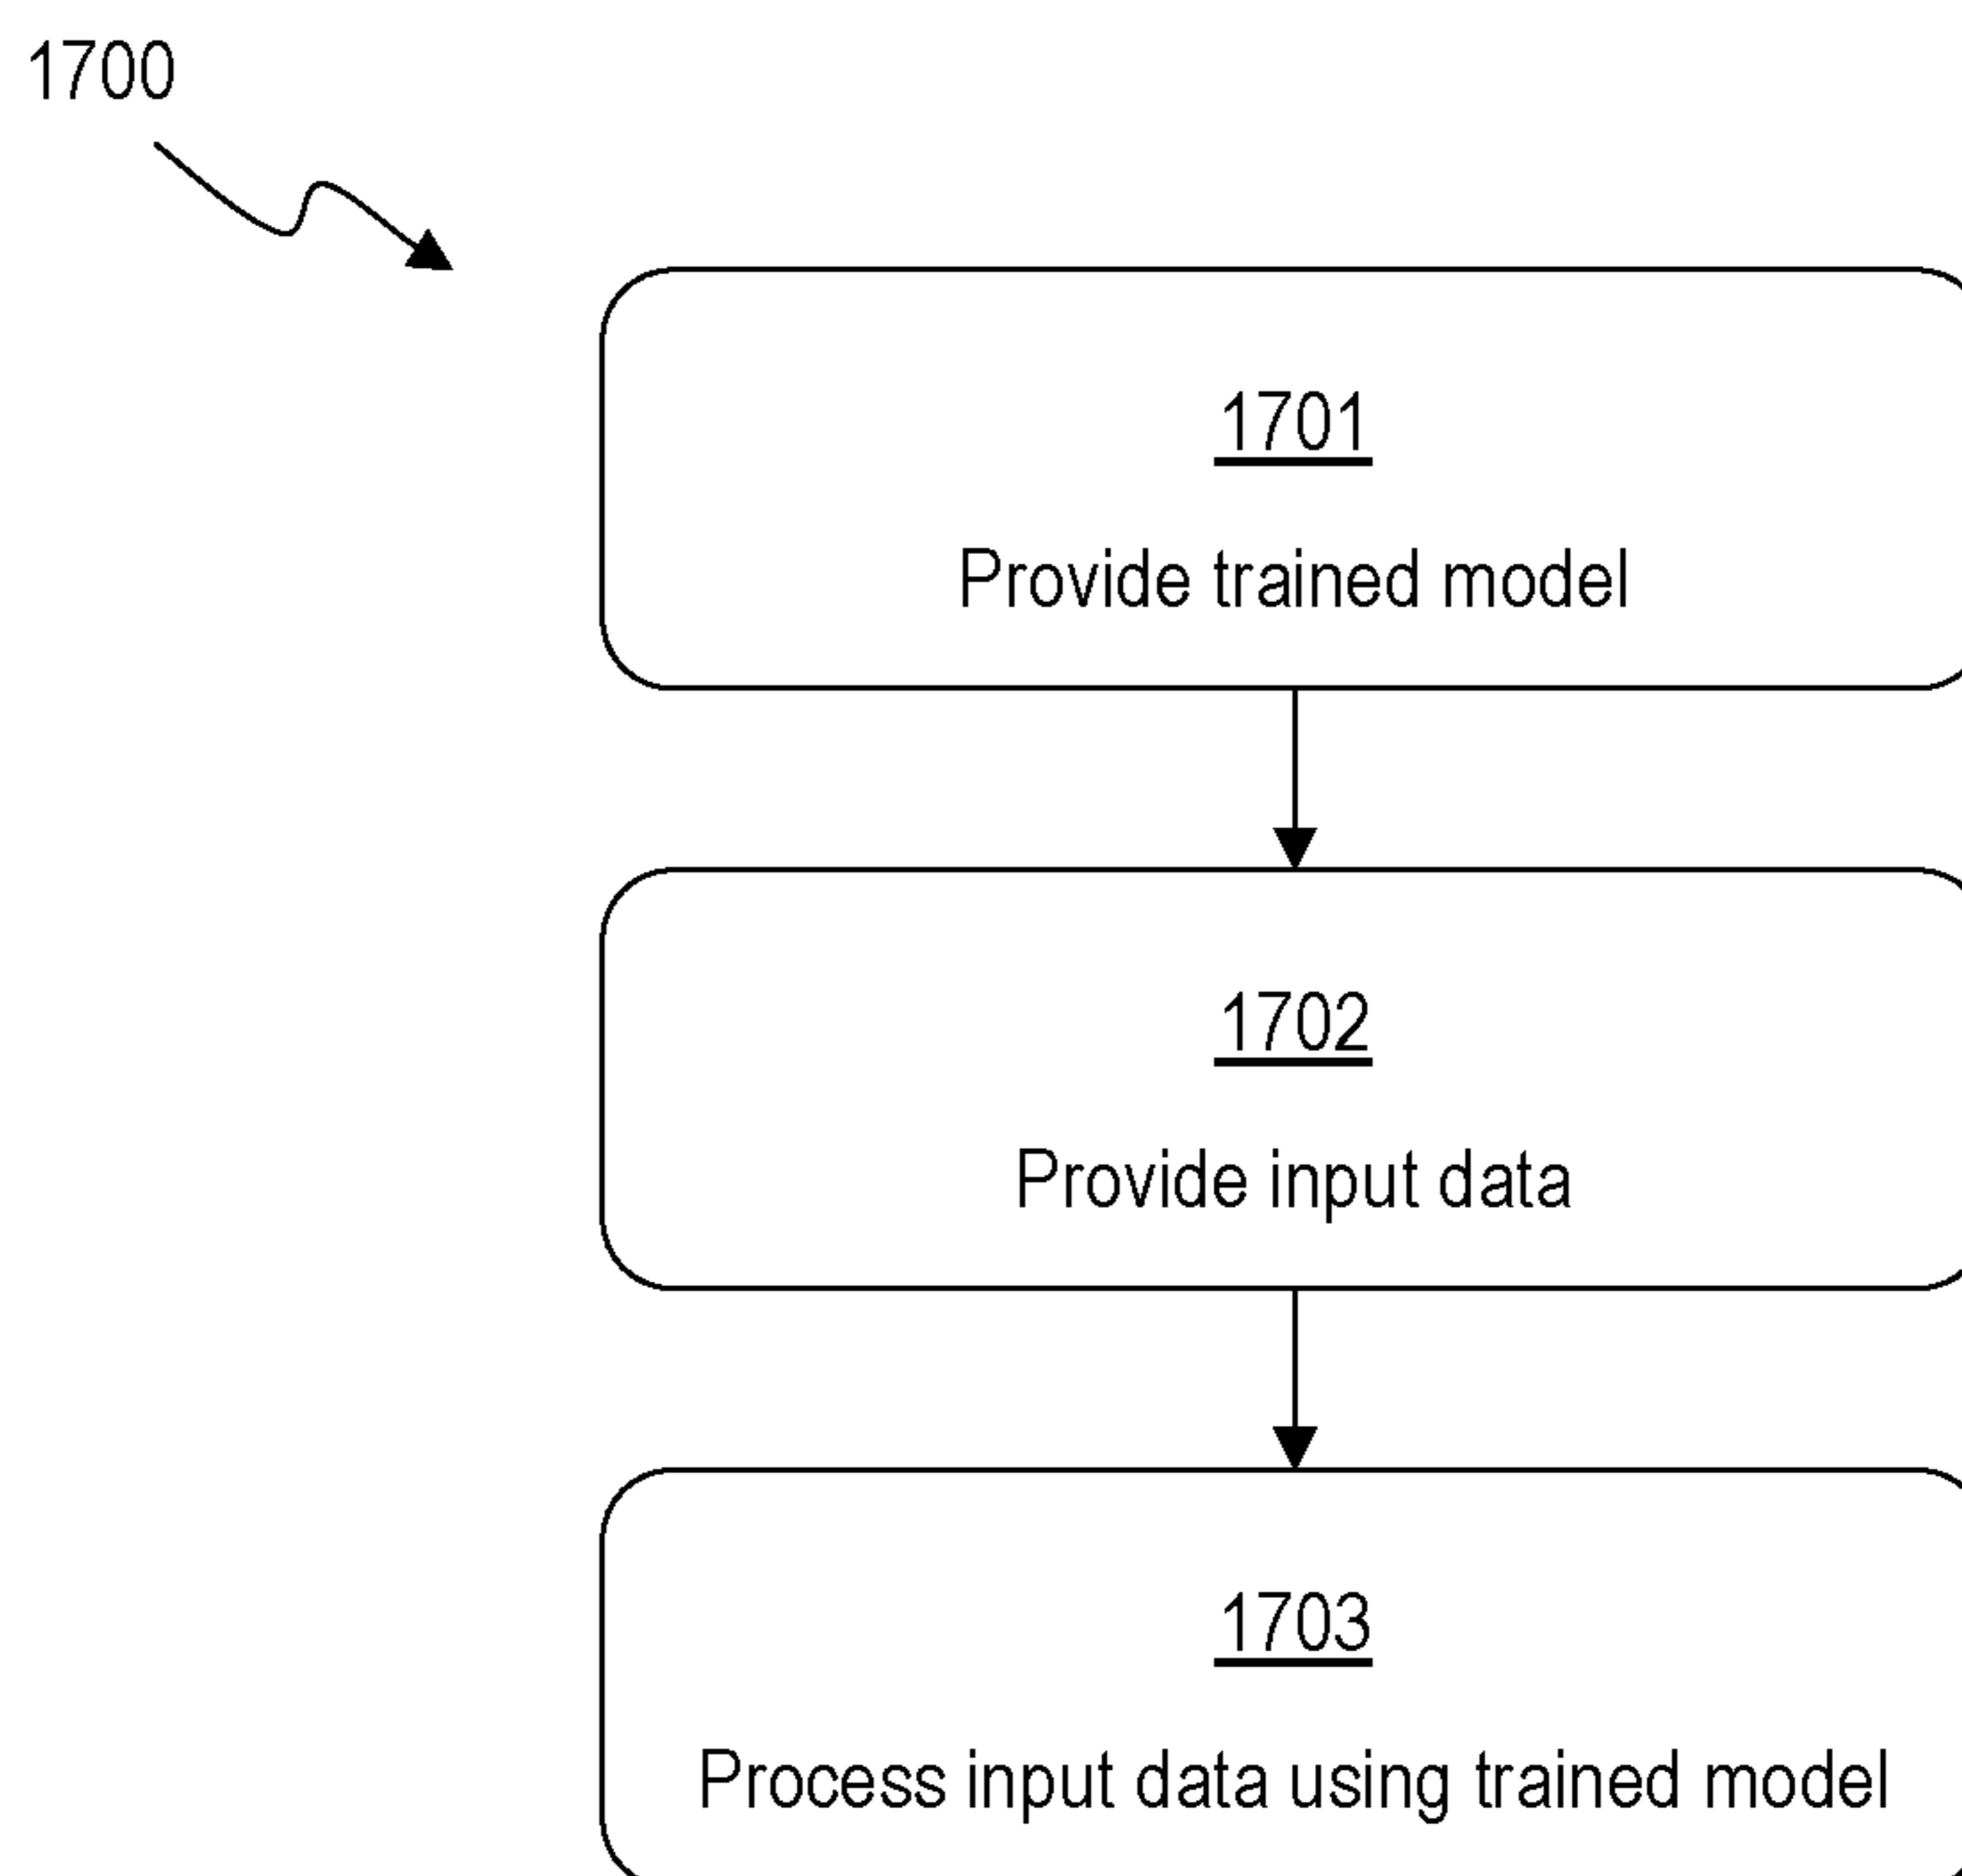 1700
1701
Provide trained model
1702
Provide input data
1703
Process input data using trained model